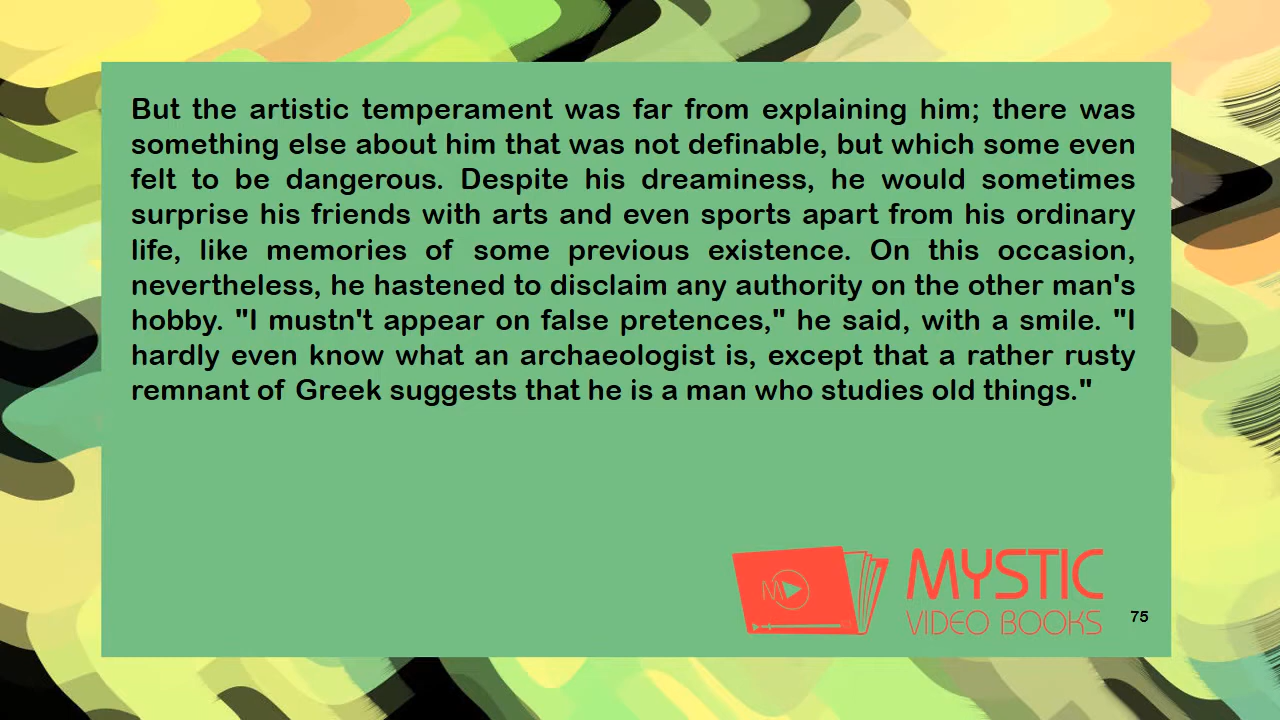 But the artistic temperament was far from explaining him; there was
something else about him that was not definable, but which some even
felt to be dangerous. Despite his dreaminess, he would sometimes
surprise his friends with arts and even sports apart from his ordinary
life, like memories of some previous existence. On this occasion,
nevertheless, he hastened to disclaim any authority on the other man's
hobby. "I mustn't appear on false pretences," he said, with a smile. "I
hardly even know what an archaeologist is, except that a rather rusty
remnant of Greek suggests that he is a man who studies old things."
M
MYSTIC
VIDEO BOOKS
75